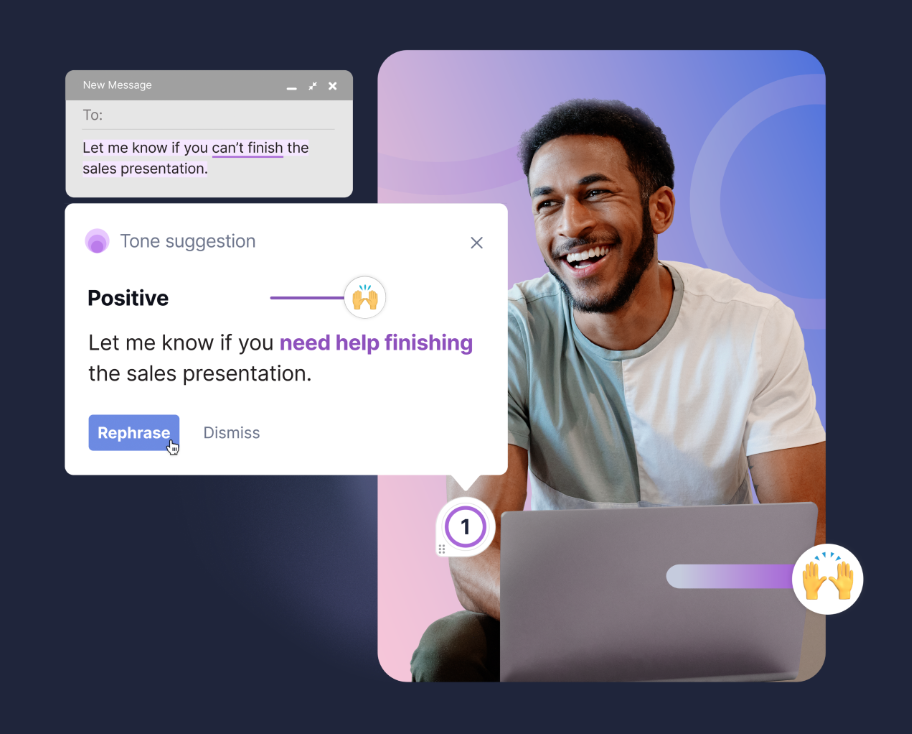 New Message
To:
Let me know if you can’t finish the
sales presentation.
Tone suggestion
Positive
Let me know if you need help finishing
the sales presentation.
Rephrase
Dismiss
1